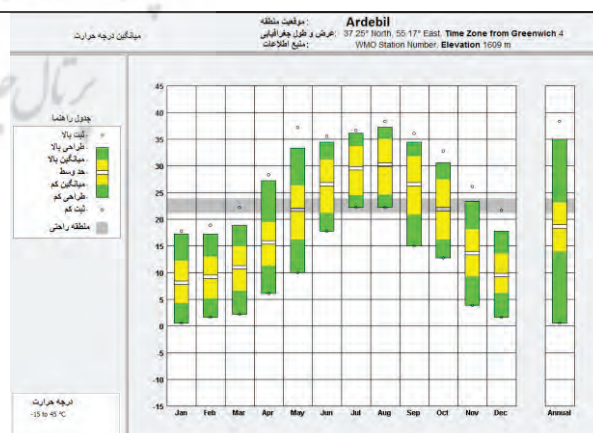 میانگین درجه حرارت
موقعیت منطقه :
Ardebil
عرض و طول جغرافیایی: 37.25° North, 55.17° East, Time Zone from Greenwich 4
منبع اطلاعات :
WMO Station Number, Elevation 1609 m
جدول راهنما
ثبت بالا
طراحی بالا
میانگین بالا
حد وسط
میانگین کم
طراحی کم
ثبت کم
منطقه راحتی
45
40
35
30
25
20
15
10
5
0
-5
-10
-15
Jan Feb Mar Apr May Jun Jul Aug Sep Oct Nov Dec Annual
درجه حرارت
-15 to 45 °C